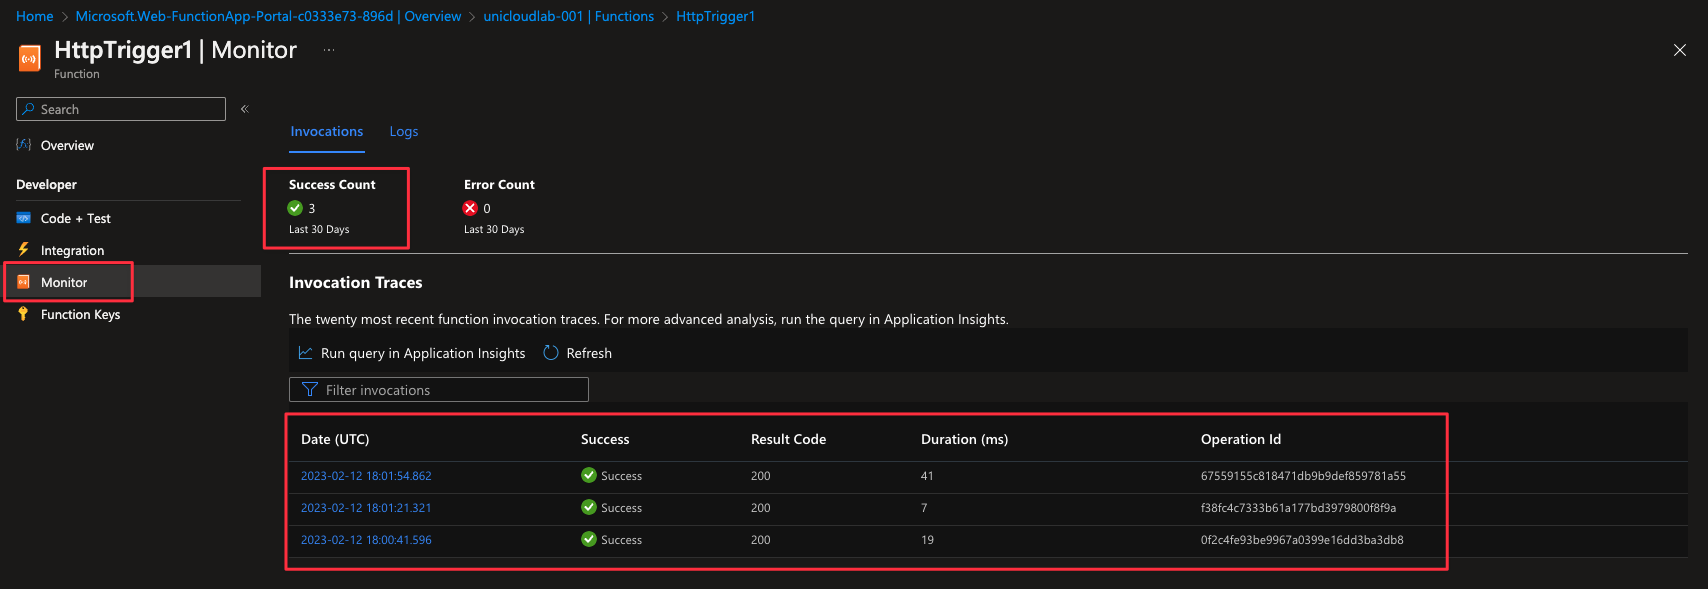 Home > Microsoft.Web-FunctionApp-Portal-c0333e73-896d | Overview > unicloudlab-001 | Functions > HttpTrigger1
HttpTrigger1 | Monitor ...
Function
Search «
Overview
Developer
Code + Test
Integration
Monitor
Function Keys
Invocations Logs
Success Count
3
Last 30 Days
Error Count
0
Last 30 Days
Invocation Traces
The twenty most recent function invocation traces. For more advanced analysis, run the query in Application Insights.
Run query in Application Insights Refresh
Filter invocations
Date (UTC) Success Result Code Duration (ms) Operation Id
2023-02-12 18:01:54.862 Success 200 41 67559155c818471db9b9def859781a55
2023-02-12 18:01:21.321 Success 200 7 f38fc4c7333b61a177bd3979800f8f9a
2023-02-12 18:00:41.596 Success 200 19 0f2c4fe93be9967a0399e16dd3ba3db8